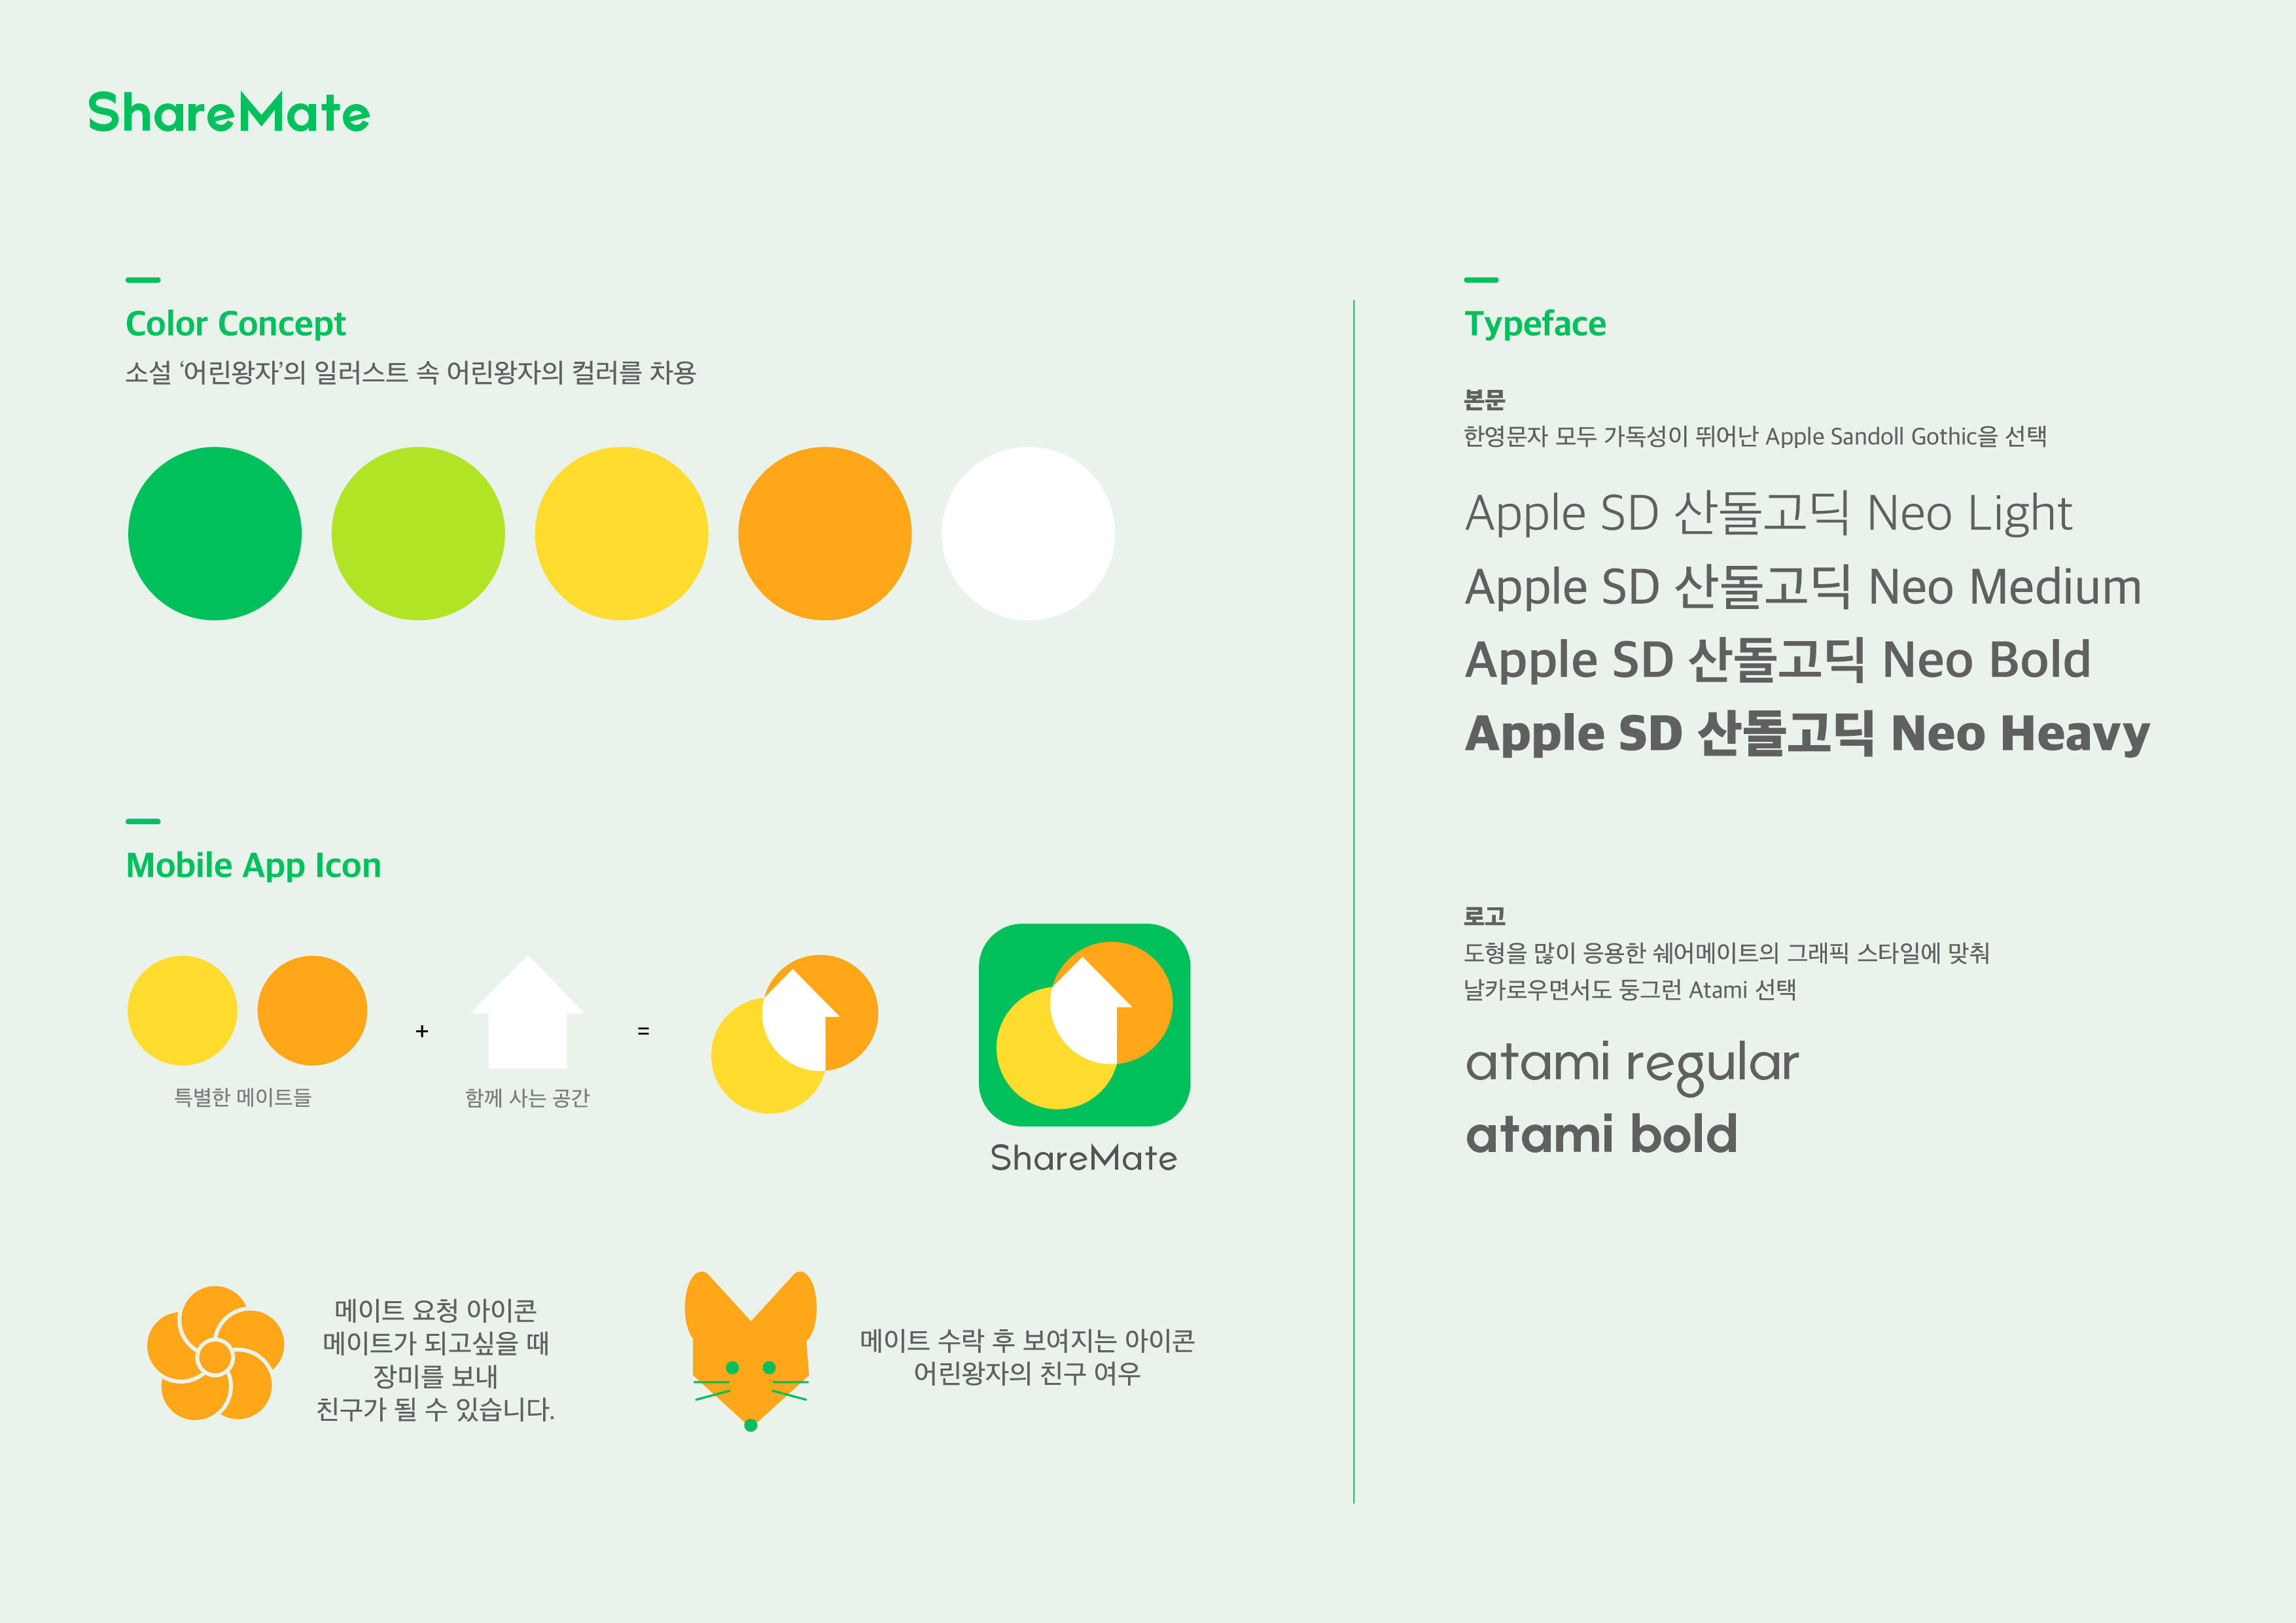 ShareMate
Color Concept
소설 ‘어린왕자’의 일러스트 속 어린왕자의 컬러를 차용
Mobile App Icon
+
=
특별한 메이트들
함께 사는 공간
ShareMate
메이트 요청 아이콘
메이트가 되고싶을 때
장미를 보내
친구가 될 수 있습니다.
메이트 수락 후 보여지는 아이콘
어린왕자의 친구 여우
Typeface
본문
한영문자 모두 가독성이 뛰어난 Apple Sandoll Gothic을 선택
Apple SD 산돌고딕 Neo Light
Apple SD 산돌고딕 Neo Medium
Apple SD 산돌고딕 Neo Bold
Apple SD 산돌고딕 Neo Heavy
로고
도형을 많이 응용한 쉐어메이트의 그래픽 스타일에 맞춰
날카로우면서도 둥그런 Atami 선택
atami regular
atami bold